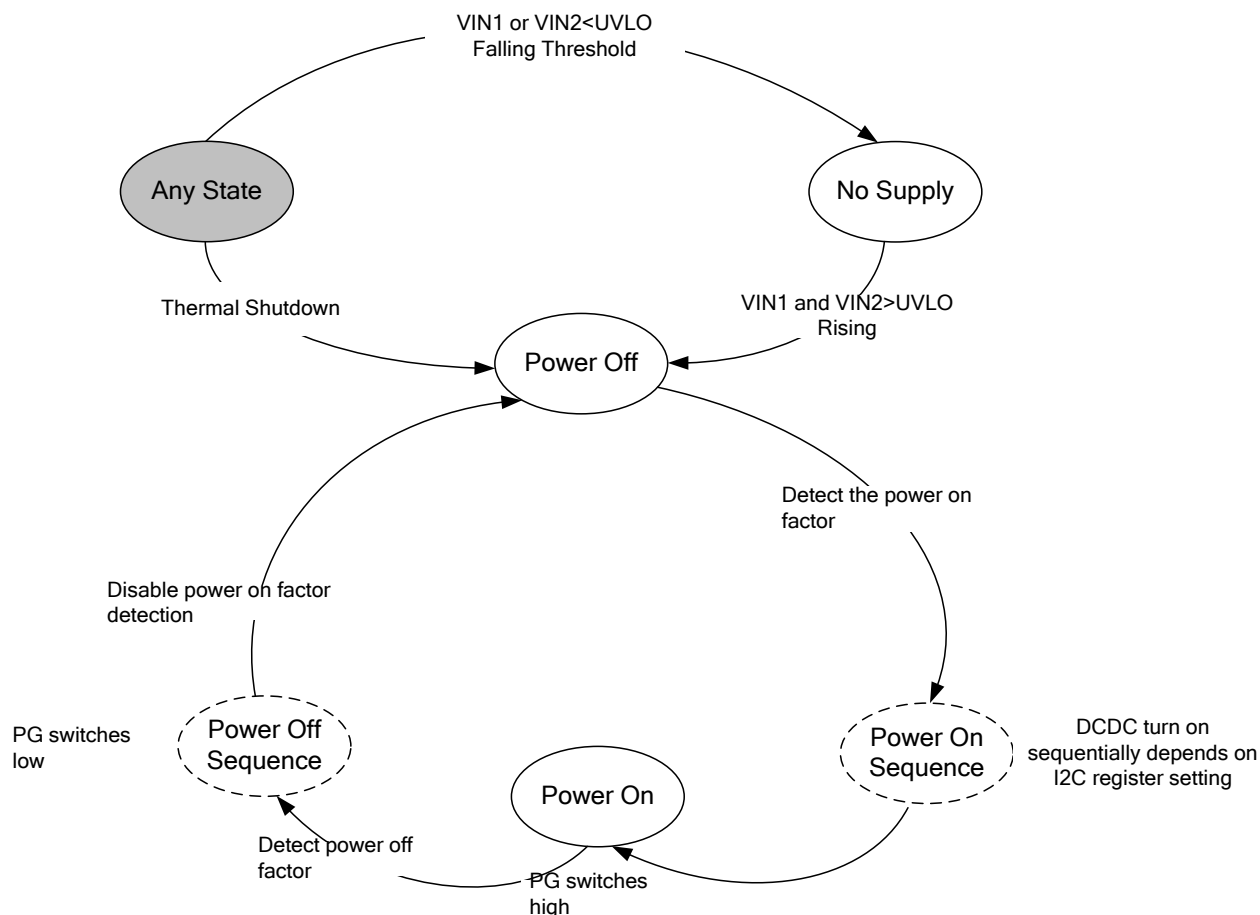 VIN1 or VIN2<UVLO
Falling Threshold
Any State
No Supply
Thermal Shutdown
VIN1 and VIN2>UVLO
Rising
Power Off
Detect the power on
factor
Disable power on factor
detection
PG switches
low
Power Off
Sequence
Power On
Power On
Sequence
DCDC turn on
sequentially depends on
I2C register setting
Detect power off
factor
PG switches
high